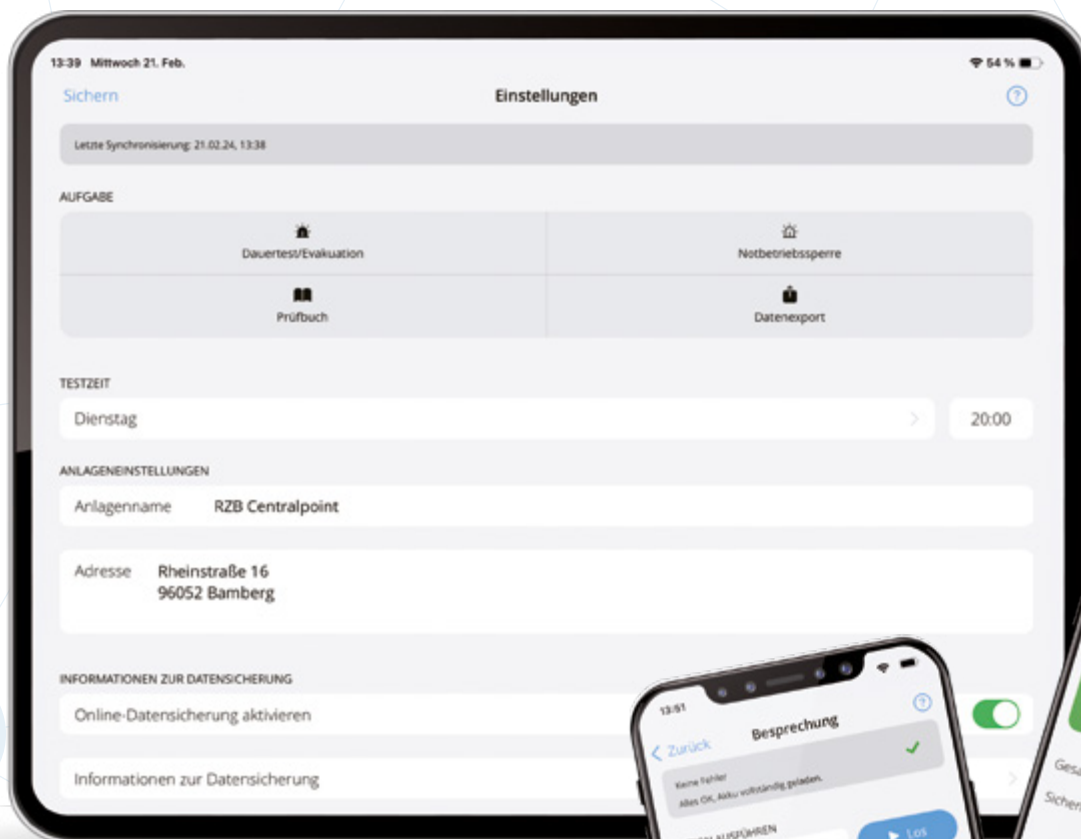 13:39 Mittwoch 21. Feb.
54 %
Sichern
Einstellungen
?
Letzte Synchronisierung: 21.02.24, 13:38
AUFGABE
Dauertest/Evakuation
Notbetriebssperre
Prüfbuch
Datenexport
TESTZEIT
Dienstag
20:00
ANLAGENEINSTELLUNGEN
Anlagenname RZB Centralpoint
Adresse Rheinstraße 16
96052 Bamberg
INFORMATIONEN ZUR DATENSICHERUNG
Online-Datensicherung aktivieren
Informationen zur Datensicherung
13:51
Zurück
Besprechung
?
Keine Fehler
Alles OK, Akku vollständig geladen.
AUSFÜHREN
Los